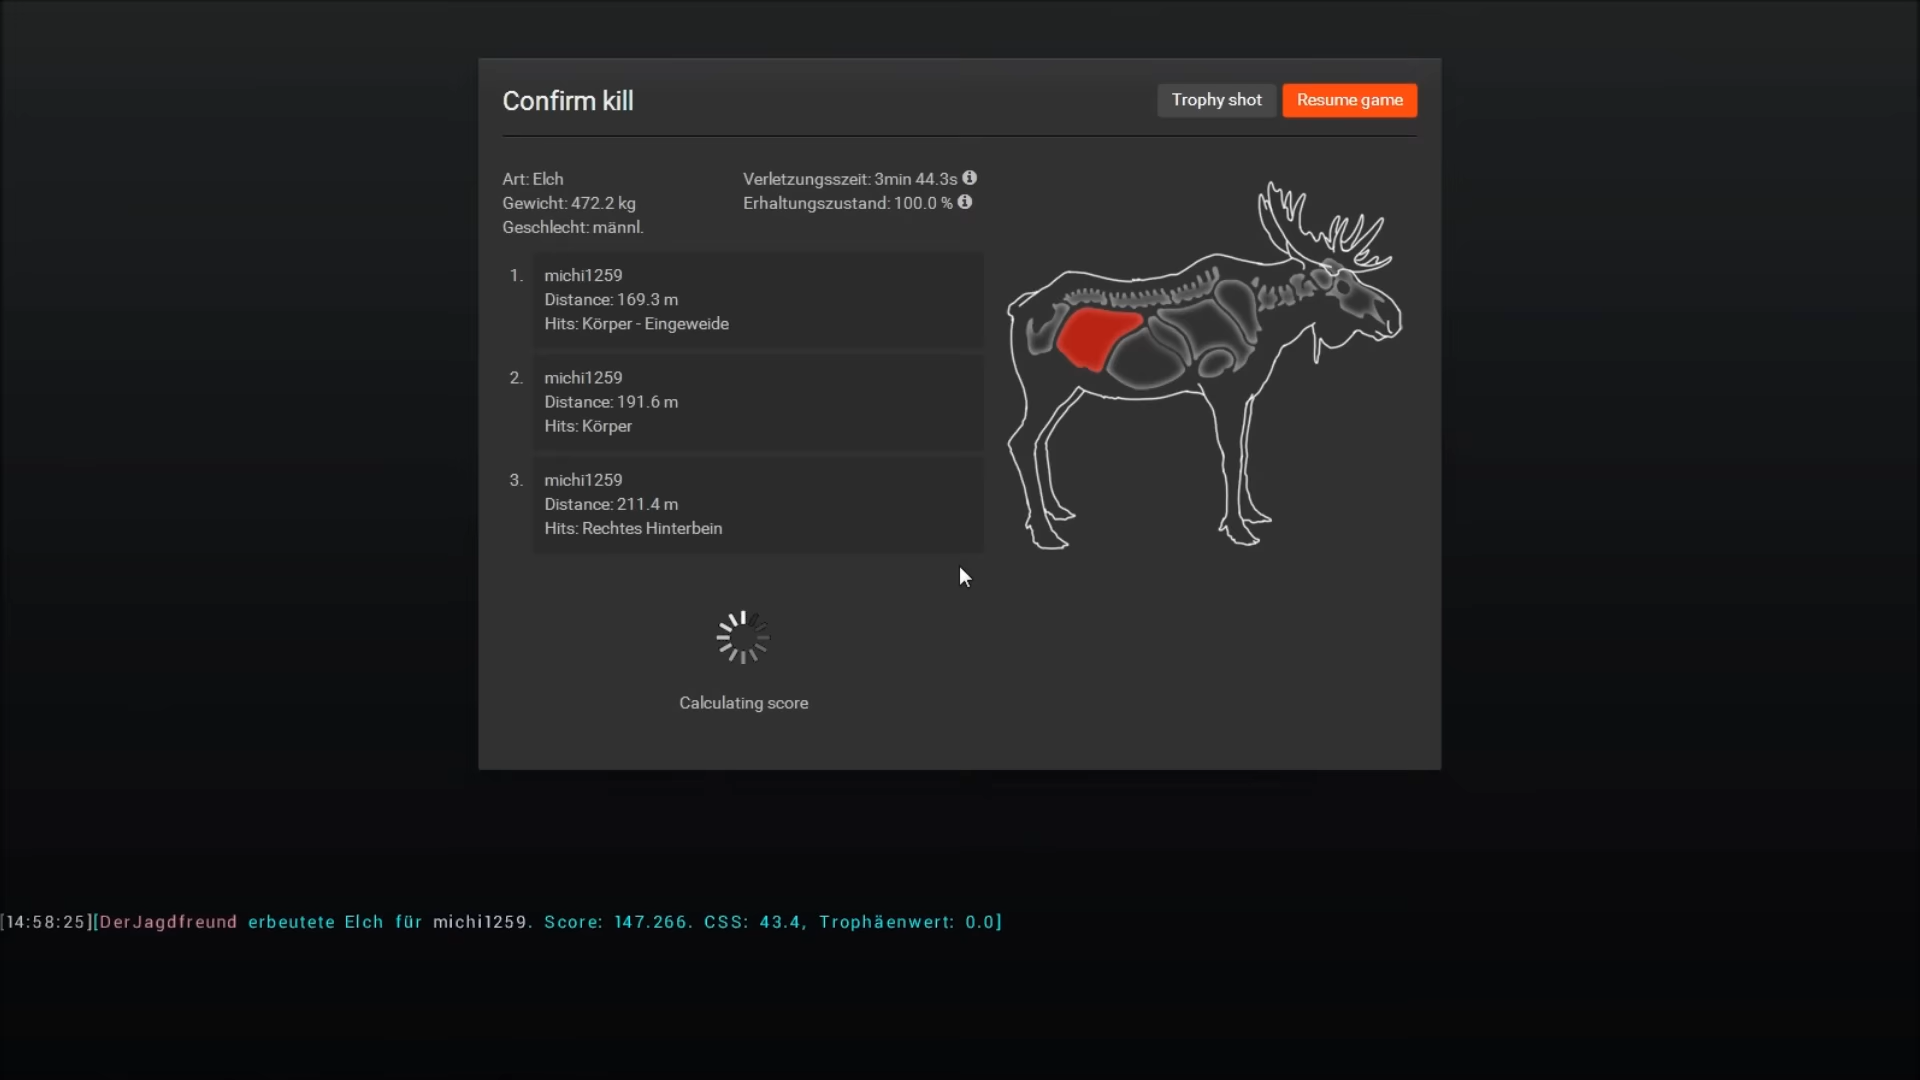 Confirm kill
Trophy shot
Resume game
Art: Elch
Gewicht: 472.2 kg
Geschlecht: männl.
Verletzungsszeit: 3min 44.3s
Erhaltungszustand: 100.0 %
1.
michi1259
Distance: 169.3 m
Hits: Körper - Eingeweide
2.
michi1259
Distance: 191.6 m
Hits: Körper
3.
michi1259
Distance: 211.4 m
Hits: Rechtes Hinterbein
Calculating score
[14:58:25][DerJagdfreund erbeutete Elch für michi1259. Score: 147.266. CSS: 43.4, Trophäenwert: 0.0]